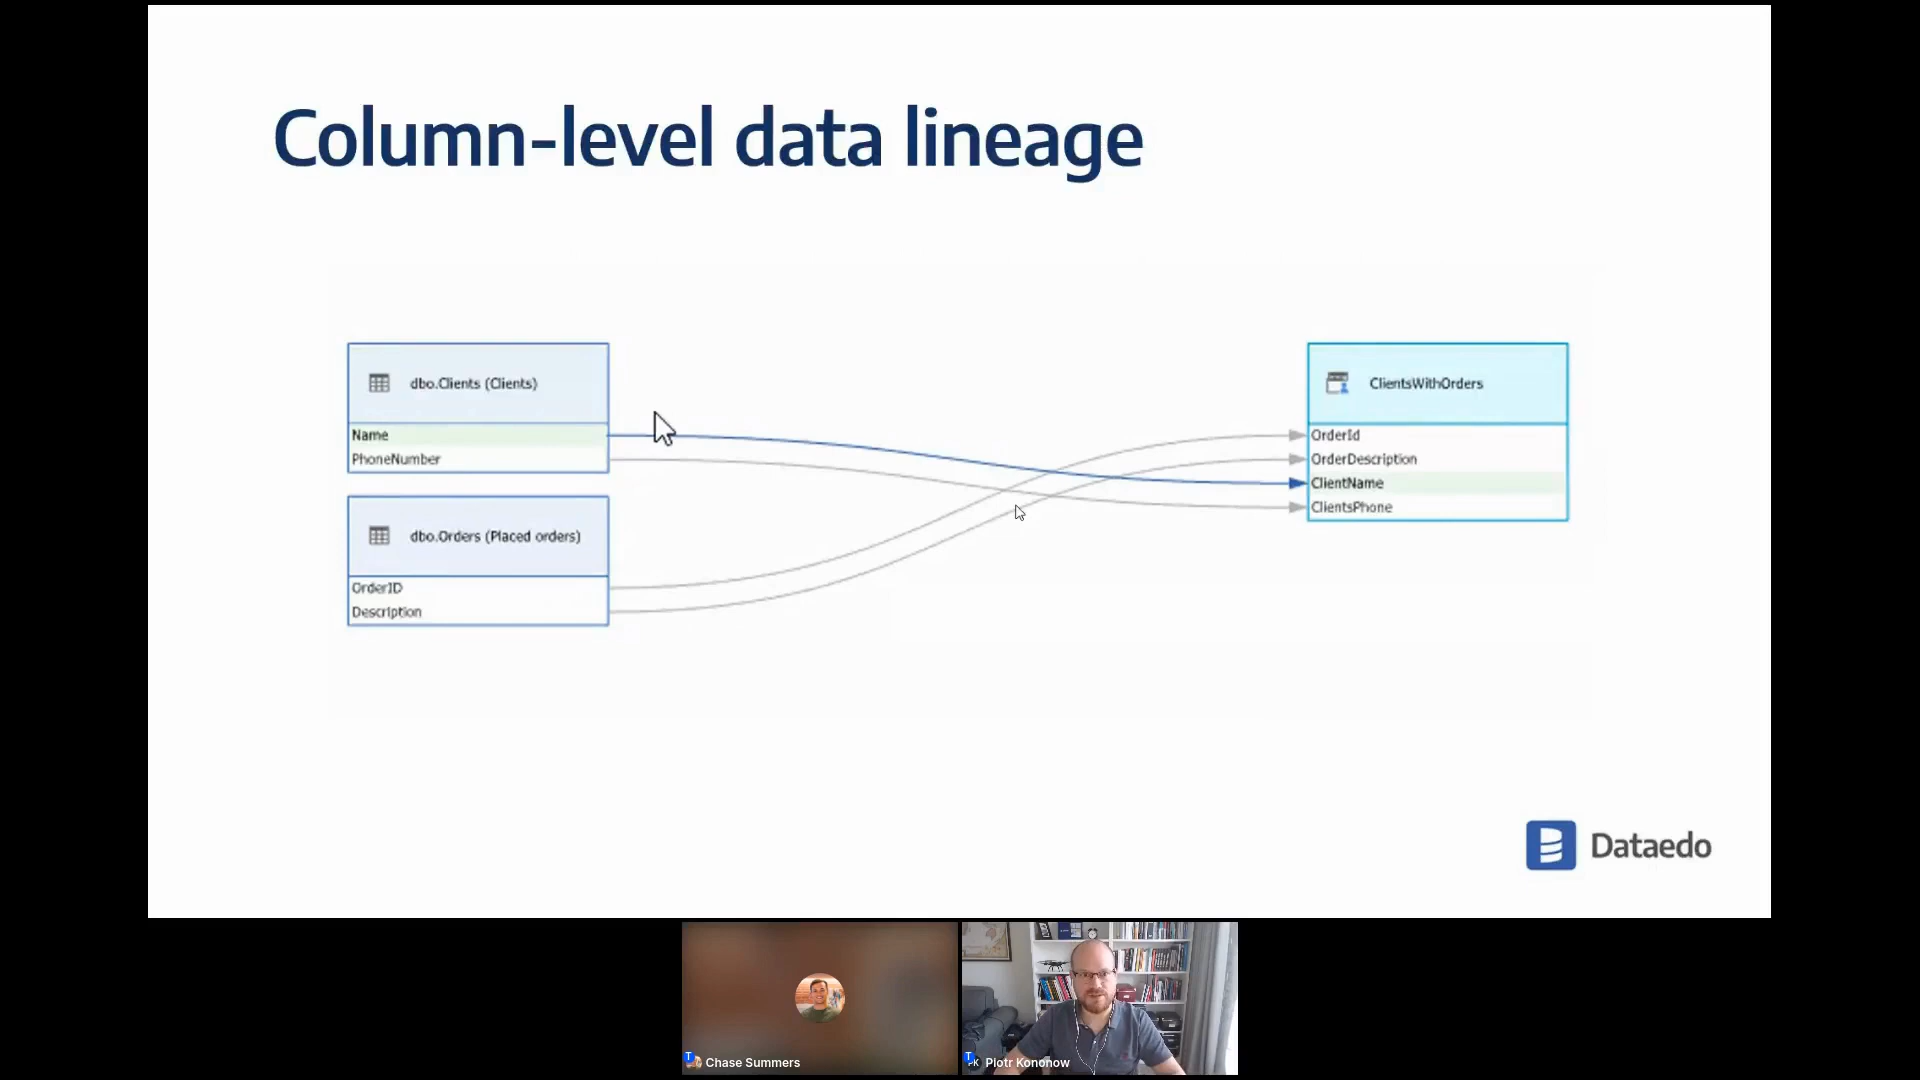 Column-level data lineage
dbo.Clients (Clients)
Name
PhoneNumber
dbo.Orders (Placed orders)
OrderID
Description
ClientsWithOrders
OrderId
OrderDescription
ClientName
ClientsPhone
Dataedo
Chase Summers
Piotr Kononow